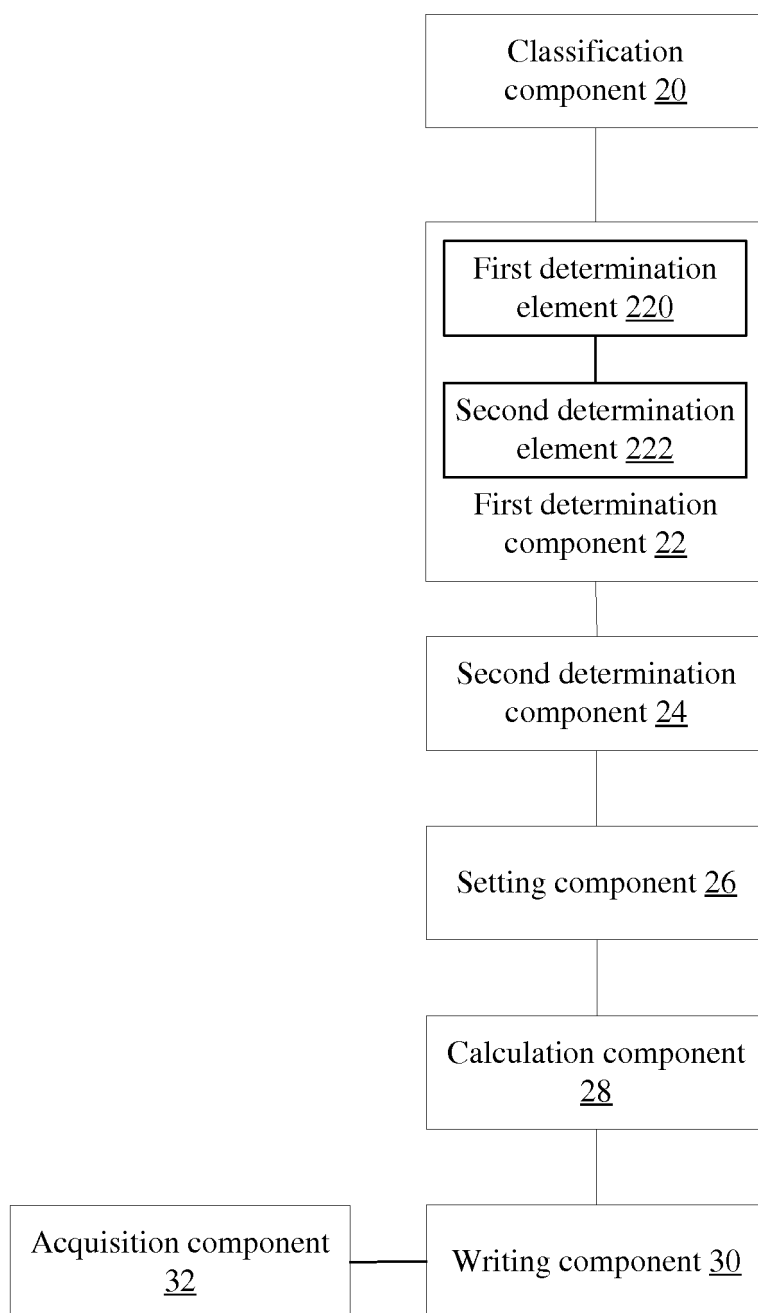 Classification
component 20
First determination
element 220
Second determination
element 222
First determination
component 22
Second determination
component 24
Setting component 26
Calculation component
28
Acquisition component
32
Writing component 30